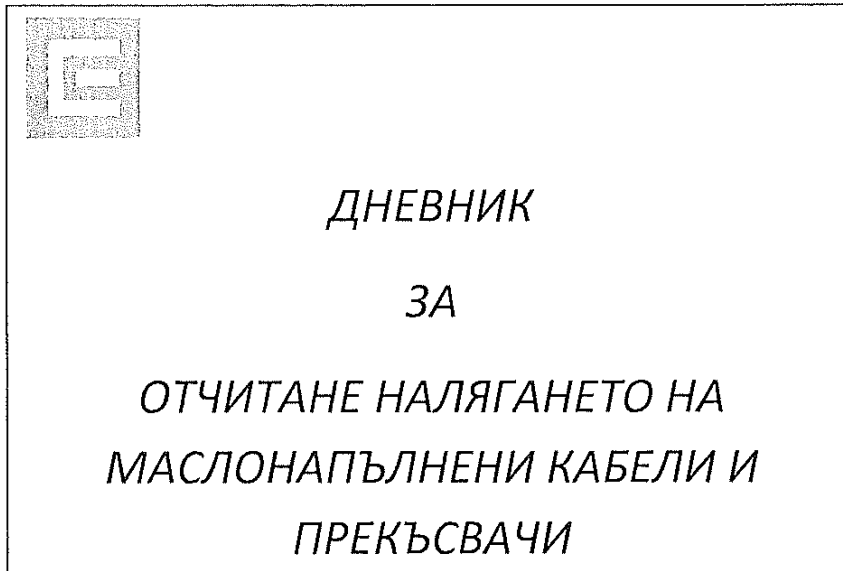 ДНЕВНИК
ЗА
ОТЧИТАНЕ НАЛЯГАНЕТО НА
МАСЛОНАПЪЛНЕНИ КАБЕЛИ И
ПРЕКЪСВАЧИ